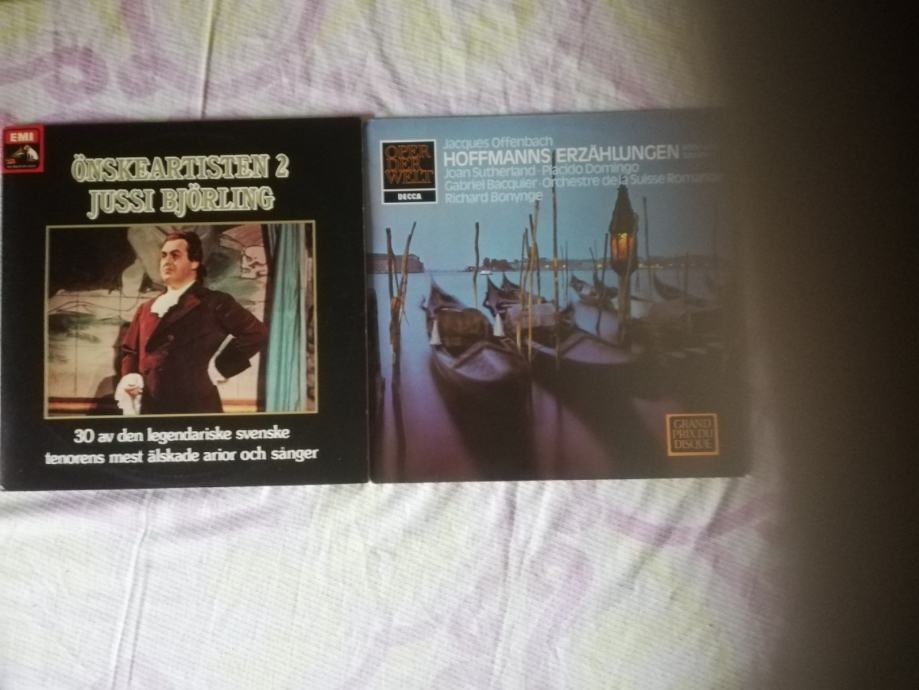 EMI
ÖNSKEARTISTEN 2
JUSSI BJÖRLING
30 av den legendariske svenske
tenorens mest älskade arior och sånger
OPER
DER
WELT
DECCA
Jacques Offenbach
HOFFMANNS ERZÄHLUNGEN
Joan Sutherland · Placido Domingo
Gabriel Bacquier · Orchestre de la Suisse Romande
Richard Bonynge
GRAND
PRIX DU
DISQUE